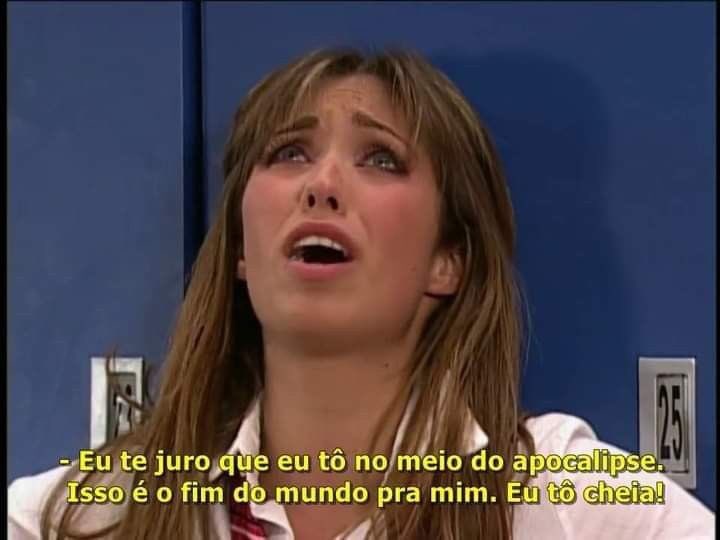 - Eu te juro que eu tô no meio do apocalipse.
Isso é o fim do mundo pra mim. Eu tô cheia!
25